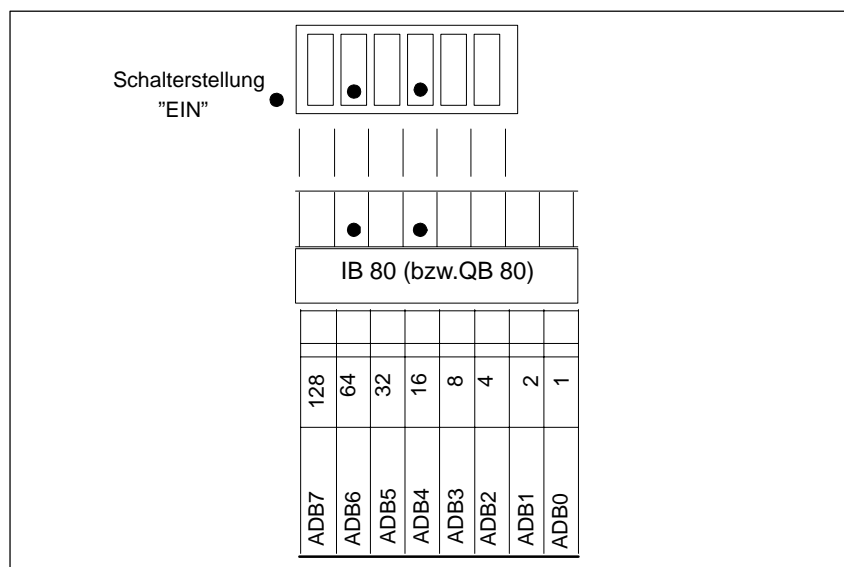 Schalterstellung
”EIN”
IB 80 (bzw.QB 80)
128 64 32 16 8 4 2 1
ADB7 ADB6 ADB5 ADB4 ADB3 ADB2 ADB1 ADB0